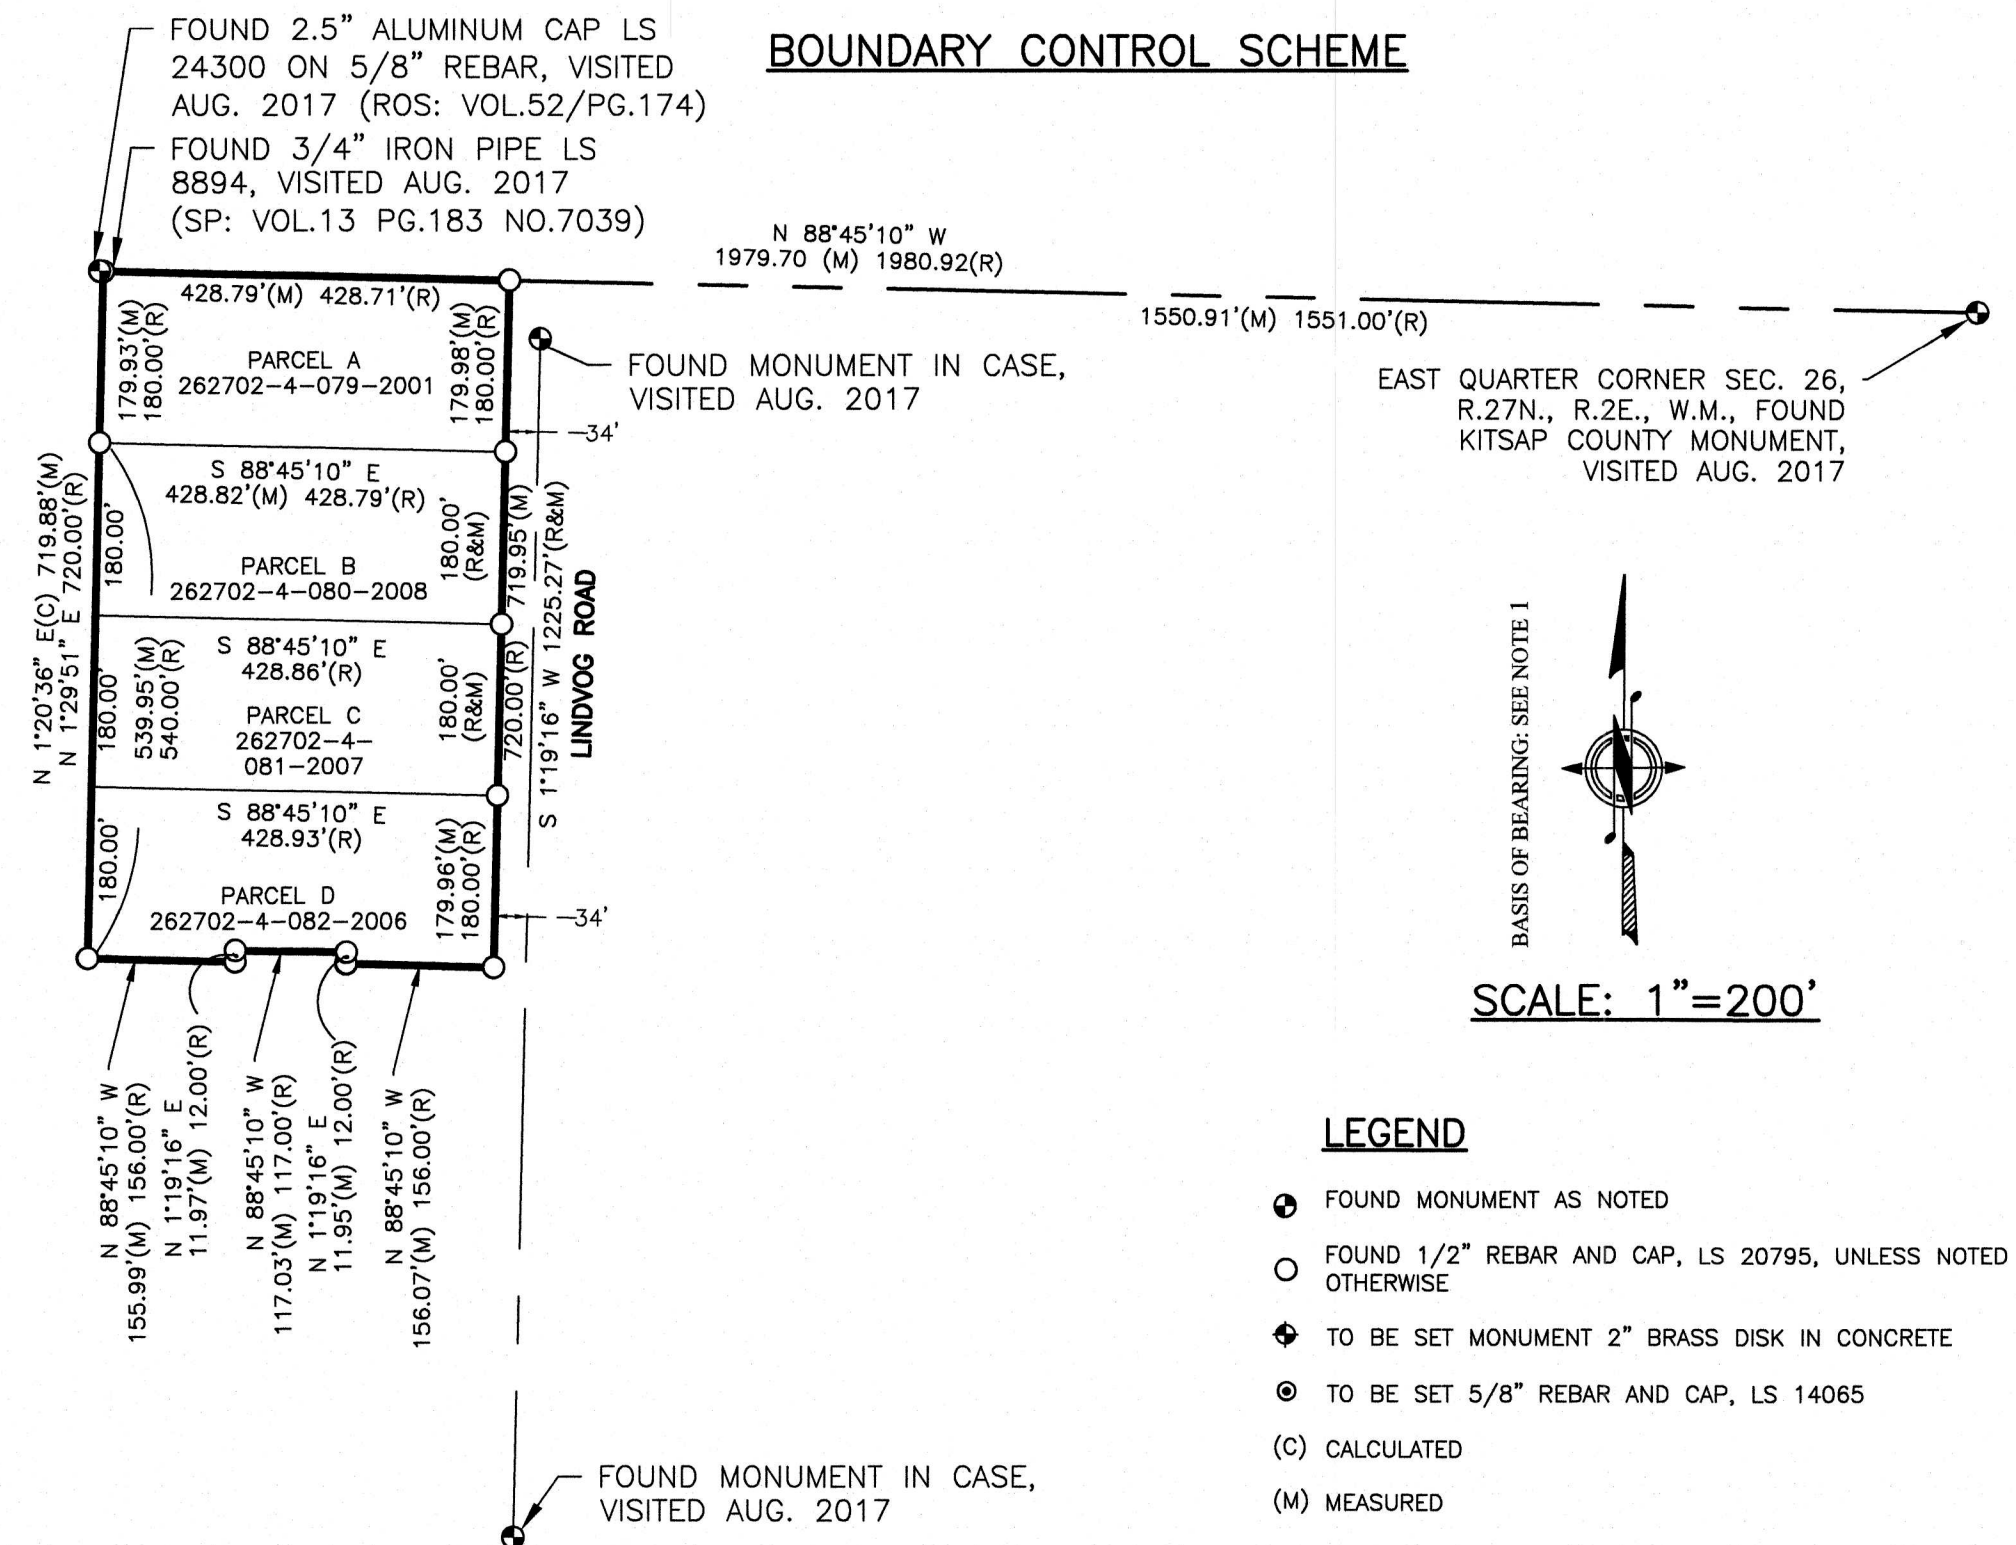 BOUNDARY CONTROL SCHEME
FOUND 2.5" ALUMINUM CAP LS
24300 ON 5/8" REBAR, VISITED
AUG. 2017 (ROS: VOL.52/PG.174)
FOUND 3/4" IRON PIPE LS
8894, VISITED AUG. 2017
(SP: VOL.13 PG.183 NO.7039)
N 88°45'10" W
1979.70 (M) 1980.92(R)
1550.91'(M) 1551.00'(R)
EAST QUARTER CORNER SEC. 26,
R.27N., R.2E., W.M., FOUND
KITSAP COUNTY MONUMENT,
VISITED AUG. 2017
FOUND MONUMENT IN CASE,
VISITED AUG. 2017
34'
428.79'(M) 428.71'(R)
179.93'(M)
180.00'(R)
PARCEL A
262702-4-079-2001
179.98'(M)
180.00'(R)
S 88°45'10" E
428.82'(M) 428.79'(R)
180.00'
PARCEL B
262702-4-080-2008
180.00'
(R&M)
N 1°20'36" E(C) 719.88'(M)
N 1°29'51" E 720.00'(R)
719.95'(M)
720.00'(R)
S 1°19'16" W 1225.27'(R&M)
LINDVOG ROAD
S 88°45'10" E
428.86'(R)
180.00'
539.95'(M)
540.00'(R)
PARCEL C
262702-4-
081-2007
180.00'
(R&M)
S 88°45'10" E
428.93'(R)
180.00'
PARCEL D
262702-4-082-2006
179.96'(M)
180.00'(R)
34'
N 88°45'10" W
155.99'(M) 156.00'(R)
N 1°19'16" E
11.97'(M) 12.00'(R)
N 88°45'10" W
117.03'(M) 117.00'(R)
N 1°19'16" E
11.95'(M) 12.00'(R)
N 88°45'10" W
156.07'(M) 156.00'(R)
FOUND MONUMENT IN CASE,
VISITED AUG. 2017
BASIS OF BEARING: SEE NOTE 1
SCALE: 1"=200'
LEGEND
FOUND MONUMENT AS NOTED
FOUND 1/2" REBAR AND CAP, LS 20795, UNLESS NOTED
OTHERWISE
TO BE SET MONUMENT 2" BRASS DISK IN CONCRETE
TO BE SET 5/8" REBAR AND CAP, LS 14065
(C) CALCULATED
(M) MEASURED